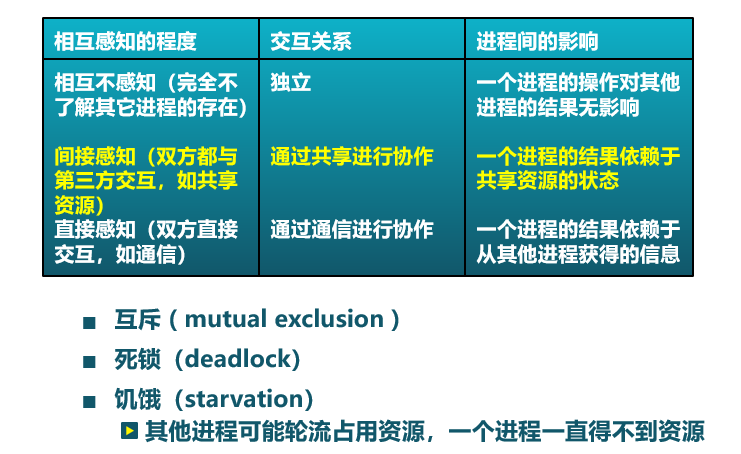 相互感知的程度 交互关系 进程间的影响
相互不感知（完全不 独立 一个进程的操作对其他
了解其它进程的存在) 进程的结果无影响
间接感知（双方都与 通过共享进行协作 一个进程的结果依赖于
第三方交互，如共享 共享资源的状态
资源）
直接感知（双方直接 通过通信进行协作 一个进程的结果依赖于
交互，如通信） 从其他进程获得的信息
互斥 ( mutual exclusion )
死锁（deadlock）
饥饿（starvation）
其他进程可能轮流占用资源，一个进程一直得不到资源